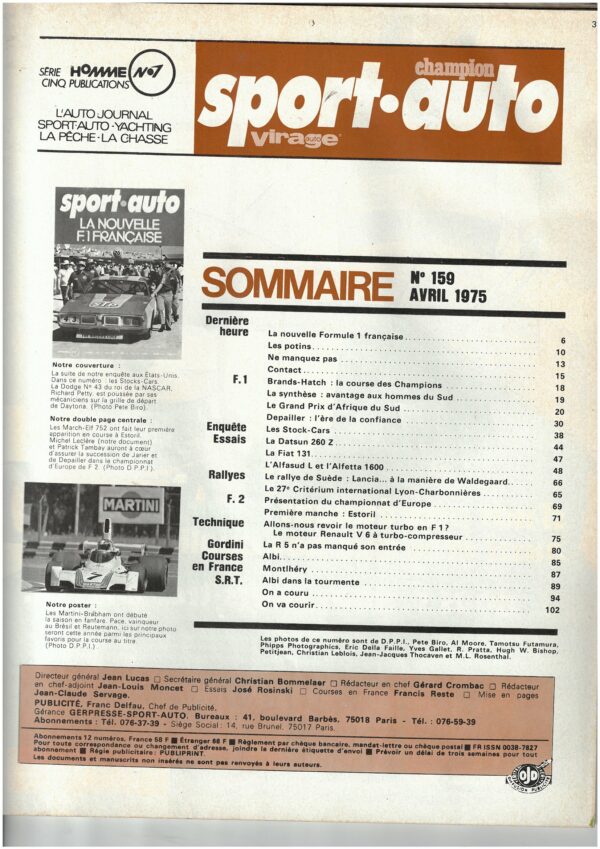 3
3
SÉRIE HOMME N°1
CINQ PUBLICATIONS
L'AUTO JOURNAL
SPORT-AUTO · YACHTING
LA PÊCHE · LA CHASSE
champion
sport·auto
virage auto
sport·auto
LA NOUVELLE
F.1 FRANÇAISE
Notre couverture :
La suite de notre enquête aux États-Unis.
Dans ce numéro : les Stocks-Cars.
La Dodge N° 43 du roi de la NASCAR,
Richard Petty, est poussée par ses
mécaniciens sur la grille de départ
de Daytona. (Photo Pete Biro).
Notre double page centrale :
Les March-Elf 752 ont fait leur première
apparition en course à Estoril.
Michel Leclère (notre document)
et Patrick Tambay auront à cœur
d'assurer la succession de Jarier et
de Depailler dans le championnat
d'Europe de F 2. (Photo D.P.P.I.).
MARTINI
7
Notre poster :
Les Martini-Brabham ont débuté
la saison en fanfare. Pace, vainqueur
au Brésil et Reutemann, ici sur notre photo
seront cette année parmi les principaux
favoris pour la course au titre.
(Photo D.P.P.I.)
SOMMAIRE N° 159
AVRIL 1975
Dernière
heure
La nouvelle Formule 1 française 6
Les potins 10
Ne manquez pas 13
Contact 15
F.1 Brands-Hatch : la course des Champions 18
La synthèse : avantage aux hommes du Sud 19
Le Grand Prix d'Afrique du Sud 20
Depailler : l'ère de la confiance 30
Enquête Les Stock-Cars 38
Essais La Datsun 260 Z 44
La Fiat 131 47
L'Alfasud L et l'Alfetta 1600 48
Rallyes Le rallye de Suède : Lancia... à la manière de Waldegaard 66
Le 27e Critérium international Lyon-Charbonnières 65
F. 2 Présentation du championnat d'Europe 69
Première manche : Estoril 71
Technique Allons-nous revoir le moteur turbo en F 1?
Le moteur Renault V 6 à turbo-compresseur 75
Gordini La R 5 n'a pas manqué son entrée 80
Courses Albi 85
en France Montlhéry 87
S.R.T. Albi dans la tourmente 89
On a couru 94
On va courir 102
Les photos de ce numéro sont de D.P.P.I., Pete Biro, Al Moore, Tamotsu Futamura,
Phipps Photographics, Eric Della Faille, Yves Gallet, R. Pratta, Hugh W. Bishop,
Petitjean, Christian Leblois, Jean-Jacques Thocaven et M.L. Rosenthal.
Directeur général Jean Lucas □ Secrétaire général Christian Bommelaer □ Rédacteur en chef Gérard Crombac □ Rédacteur
en chef-adjoint Jean-Louis Moncet □ Essais José Rosinski □ Courses en France Francis Reste □ Mise en pages
Jean-Claude Servage.
PUBLICITÉ, Franc Delfau, Chef de Publicité.
Gérance GERPRESSE-SPORT-AUTO. Bureaux : 41, boulevard Barbès, 75018 Paris - Tél. : 076-59-39
Abonnements : Tél. 076-37-39 - Siège Social : 14, rue Brunel, 75017 Paris.
Abonnements 12 numéros. France 58 F ■ Étranger 68 F ■ Règlement par chèque bancaire, mandat-lettre ou chèque postal ■ FR ISSN 0038-7827
Pour toute correspondance ou changement d'adresse, joindre la dernière étiquette d'envoi ■ Prévoir un délai de trois semaines pour tout
abonnement ■ Régie publicitaire : PUBLIPRINT.
Les documents et manuscrits non insérés ne sont pas renvoyés à leurs auteurs.
OJD